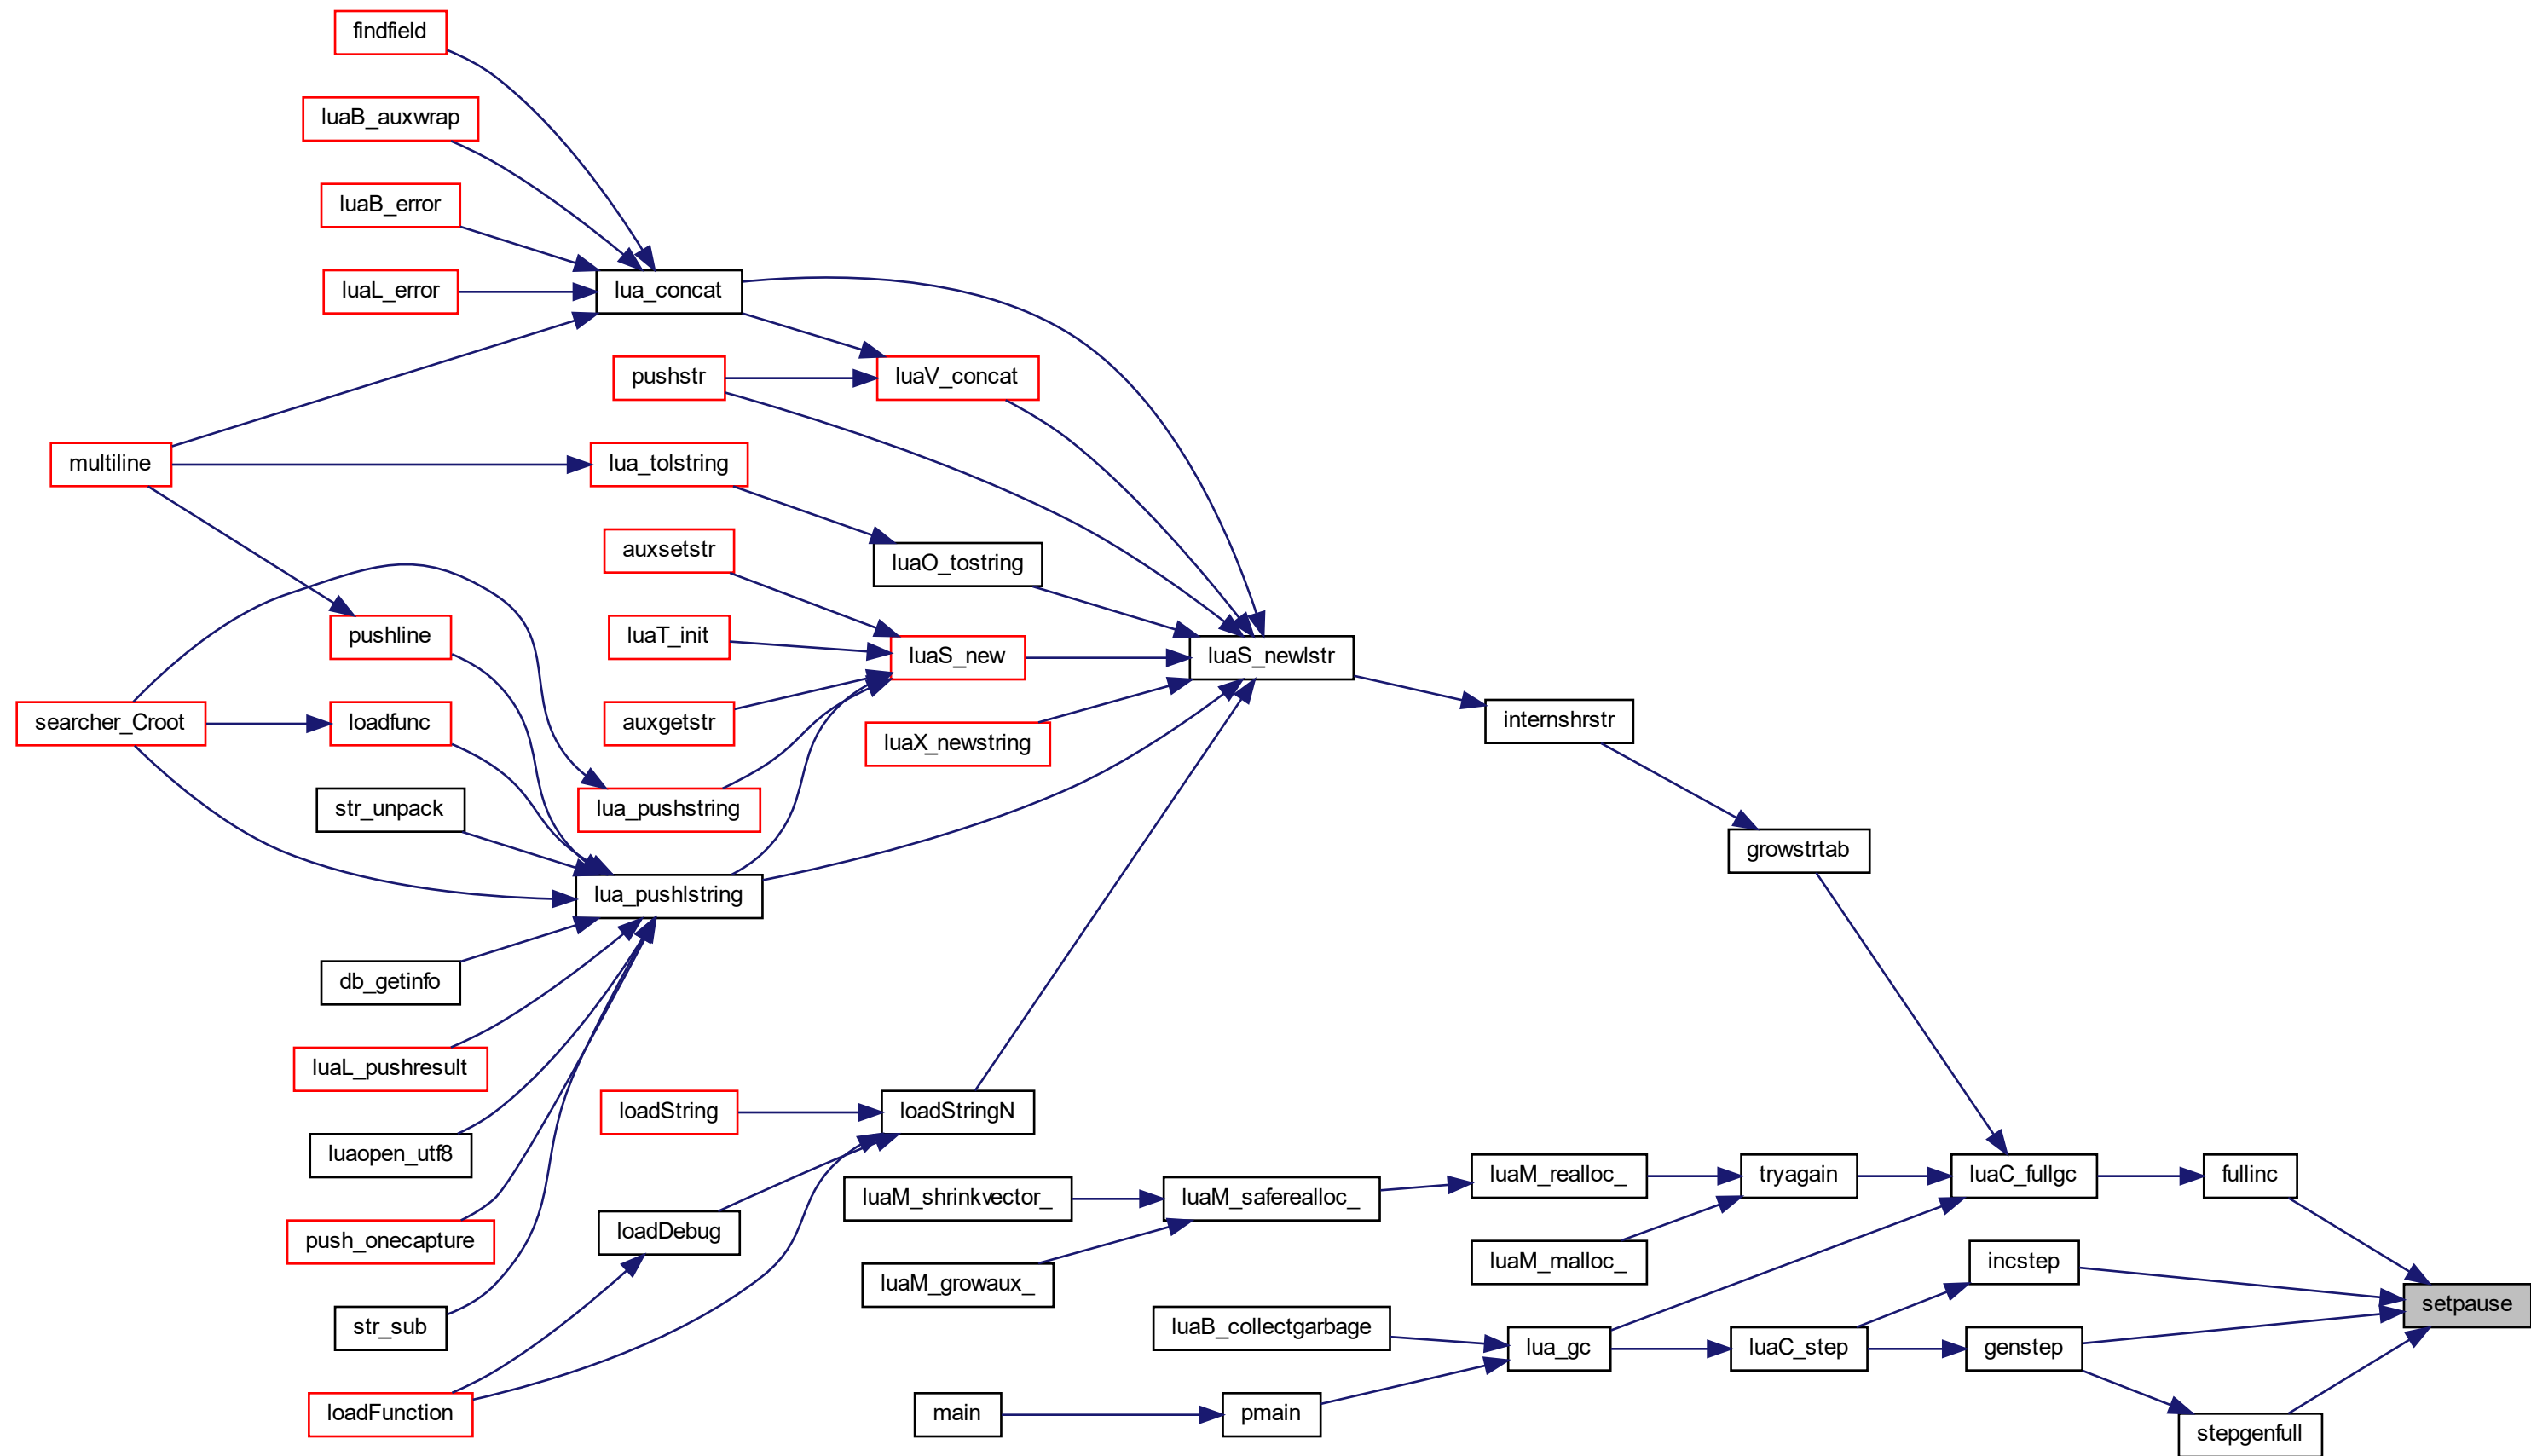 findfield
luaB_auxwrap
luaB_error
luaL_error
lua_concat
pushstr
luaV_concat
multiline
lua_tolstring
auxsetstr
luaO_tostring
pushline
luaT_init
luaS_new
luaS_newlstr
searcher_Croot
loadfunc
auxgetstr
luaX_newstring
internshrstr
str_unpack
lua_pushstring
growstrtab
lua_pushlstring
db_getinfo
luaL_pushresult
loadString
loadStringN
luaopen_utf8
luaM_shrinkvector_
luaM_saferealloc_
luaM_realloc_
tryagain
luaC_fullgc
fullinc
push_onecapture
loadDebug
luaM_growaux_
luaM_malloc_
incstep
setpause
str_sub
luaB_collectgarbage
lua_gc
luaC_step
genstep
loadFunction
main
pmain
stepgenfull